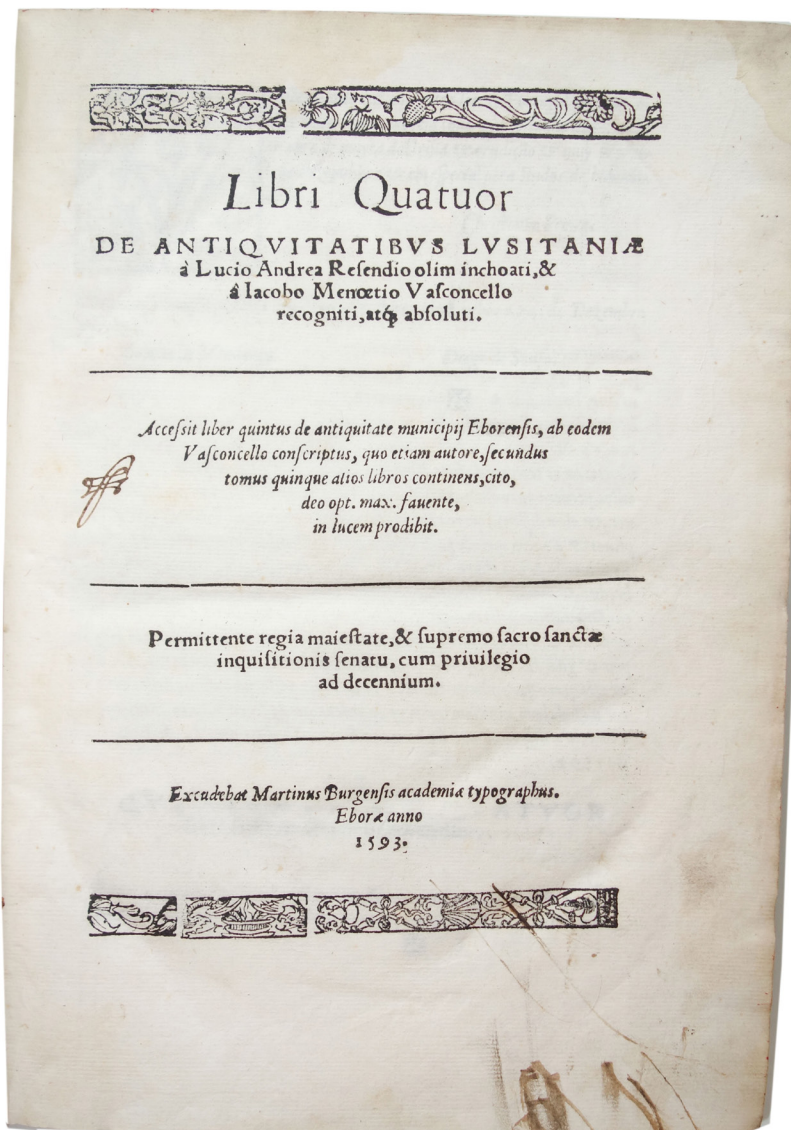 Libri Quatuor
DE ANTIQVITATIBVS LVSITANIÆ
à Lucio Andrea Reſendio olim inchoati, &
â Iacobo Menœtio Vaſconcello
recogniti, atq́; abſoluti.
Acceſsit liber quintus de antiquitate municipij Eborenſis, ab eodem
Vaſconcello conſcriptus, quo etiam autore, ſecundus
tomus quinque alios libros continens, cito,
deo opt. max. fauente,
in lucem prodibit.
Permittente regia maieſtate, & ſupremo ſacro ſanctæ
inquiſitionis ſenatu, cum priuilegio
ad decennium.
Excudebat Martinus Burgenſis academiæ typographus.
Eboræ anno
1593.